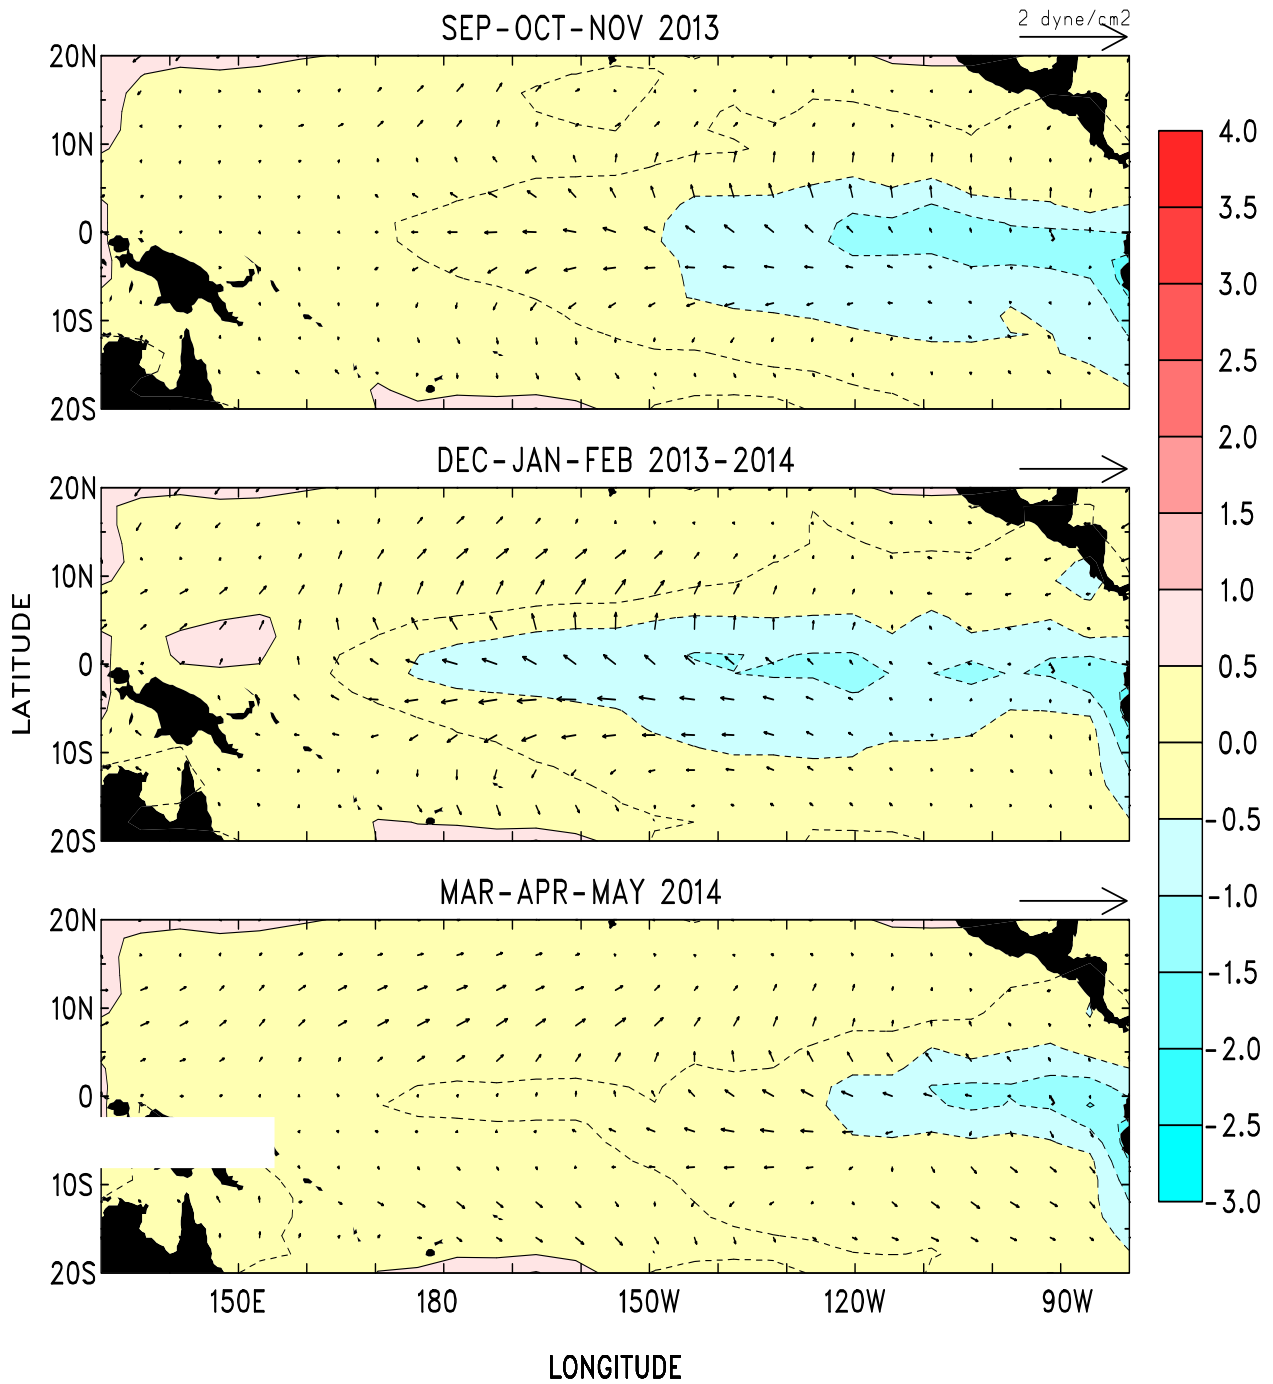 SEP-OCT-NOV 2013
2 dyne/cm2
20N
10N
0
10S
20S
DEC-JAN-FEB 2013-2014
20N
10N
0
10S
20S
LATITUDE
MAR-APR-MAY 2014
20N
10N
0
10S
20S
150E 180 150W 120W 90W
LONGITUDE
4.0
3.5
3.0
2.5
2.0
1.5
1.0
0.5
0.0
-0.5
-1.0
-1.5
-2.0
-2.5
-3.0